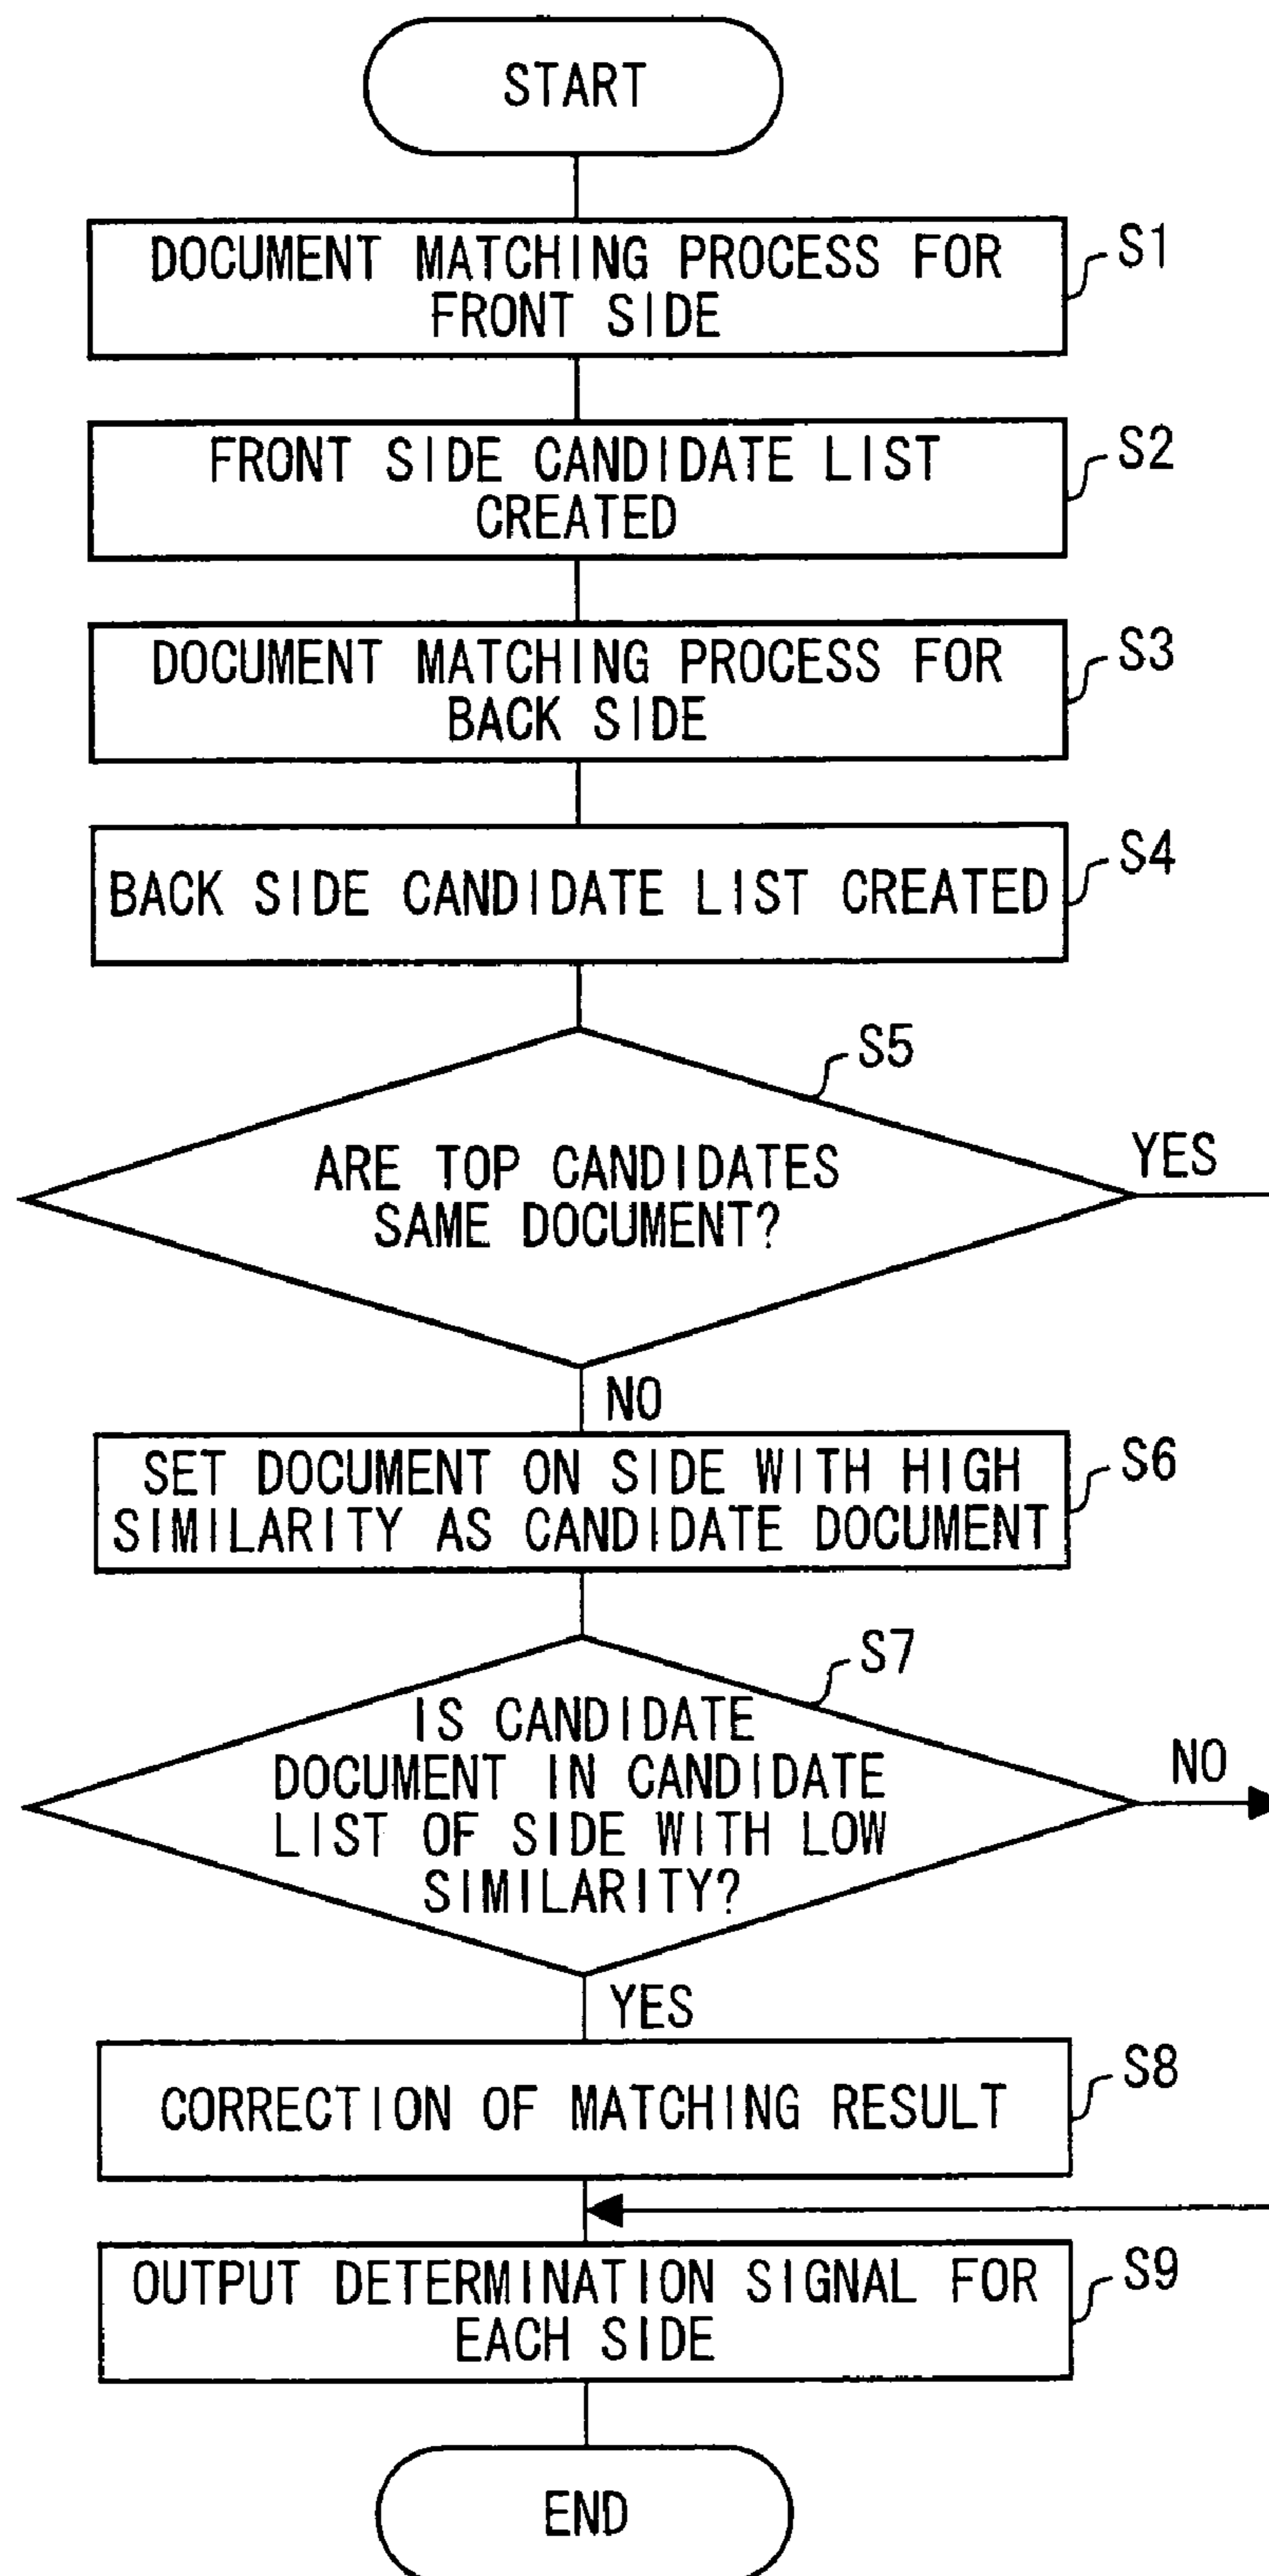 START
DOCUMENT MATCHING PROCESS FOR
FRONT SIDE
S1
FRONT SIDE CANDIDATE LIST
CREATED
S2
DOCUMENT MATCHING PROCESS FOR
BACK SIDE
S3
BACK SIDE CANDIDATE LIST CREATED
S4
S5
ARE TOP CANDIDATES
SAME DOCUMENT?
YES
NO
SET DOCUMENT ON SIDE WITH HIGH
SIMILARITY AS CANDIDATE DOCUMENT
S6
S7
IS CANDIDATE
DOCUMENT IN CANDIDATE
LIST OF SIDE WITH LOW
SIMILARITY?
NO
YES
CORRECTION OF MATCHING RESULT
S8
OUTPUT DETERMINATION SIGNAL FOR
EACH SIDE
S9
END